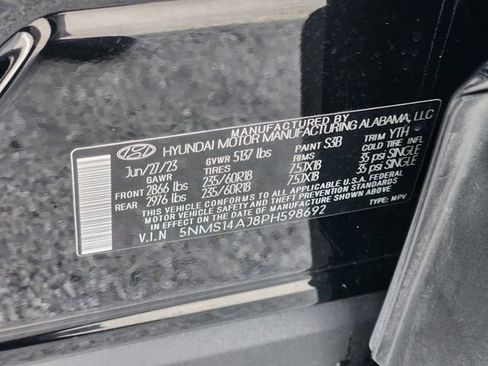 MANUFACTURED BY
HYUNDAI MOTOR MANUFACTURING ALABAMA, LLC
Jun/27/23 GVWR 5137 lbs PAINT S3B TRIM YTH
GAWR TIRES RIMS COLD TIRE INFL
FRONT 2866 lbs 235/60R18 7.5JX18 35 psi SINGLE
REAR 2976 lbs 235/60R18 7.5JX18 35 psi SINGLE
THIS VEHICLE CONFORMS TO ALL APPLICABLE U.S.A. FEDERAL
MOTOR VEHICLE SAFETY AND THEFT PREVENTION STANDARDS
IN EFFECT ON THE DATE OF MANUFACTURE SHOWN ABOVE.
V.I.N 5NMS14AJ8PH598692 TYPE: MPV